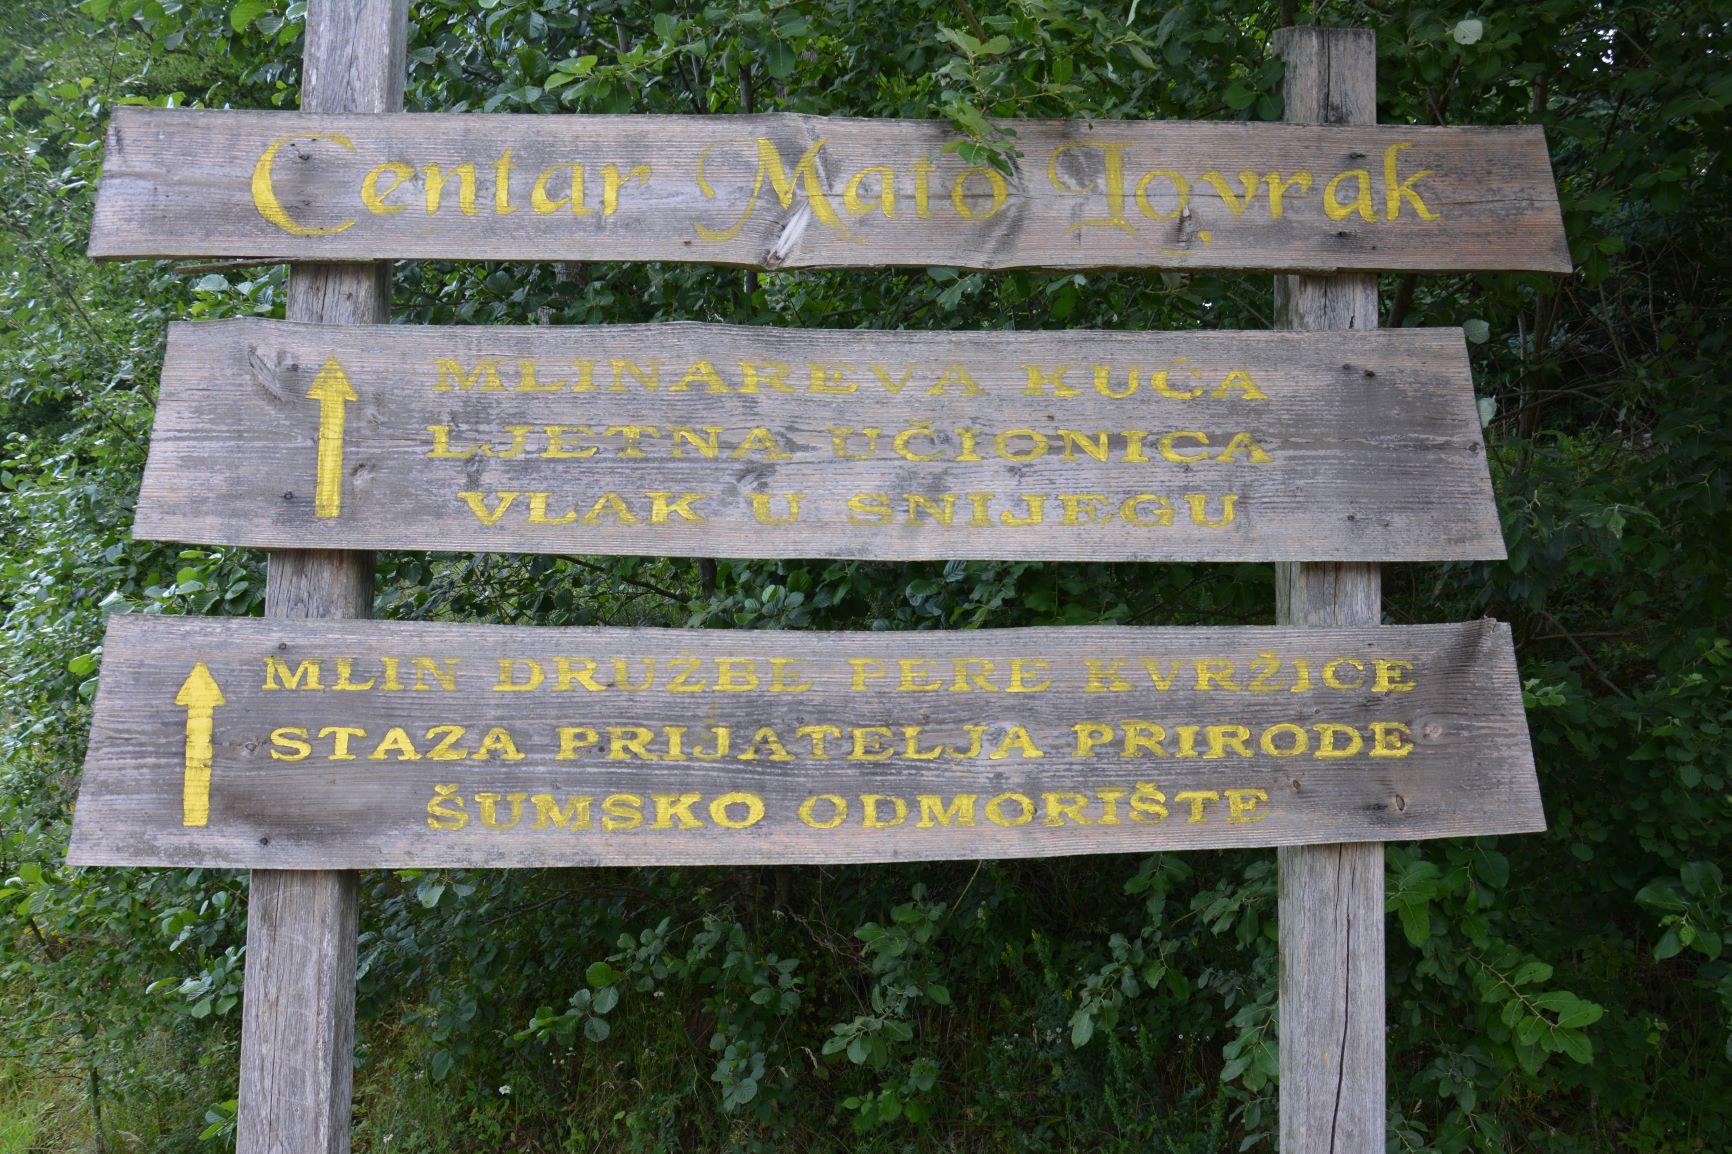 Centar Mato Lovrak
MLINAREVA KUĆA
LJETNA UČIONICA
VLAK U SNIJEGU
MLIN DRUŽBE PERE KVRŽICE
STAZA PRIJATELJA PRIRODE
ŠUMSKO ODMORIŠTE